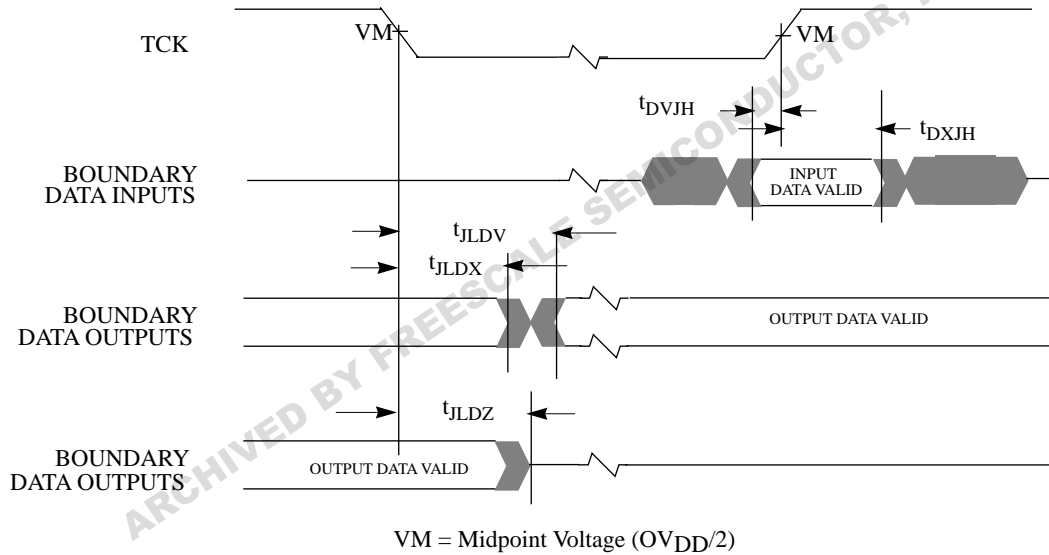 TCK
VM
VM
tDVJH
tDXJH
BOUNDARY
DATA INPUTS
INPUT
DATA VALID
tJLDV
tJLDX
BOUNDARY
DATA OUTPUTS
OUTPUT DATA VALID
tJLDZ
BOUNDARY
DATA OUTPUTS
OUTPUT DATA VALID
VM = Midpoint Voltage (OVDD/2)
ARCHIVED BY FREESCALE SEMICONDUCTOR,